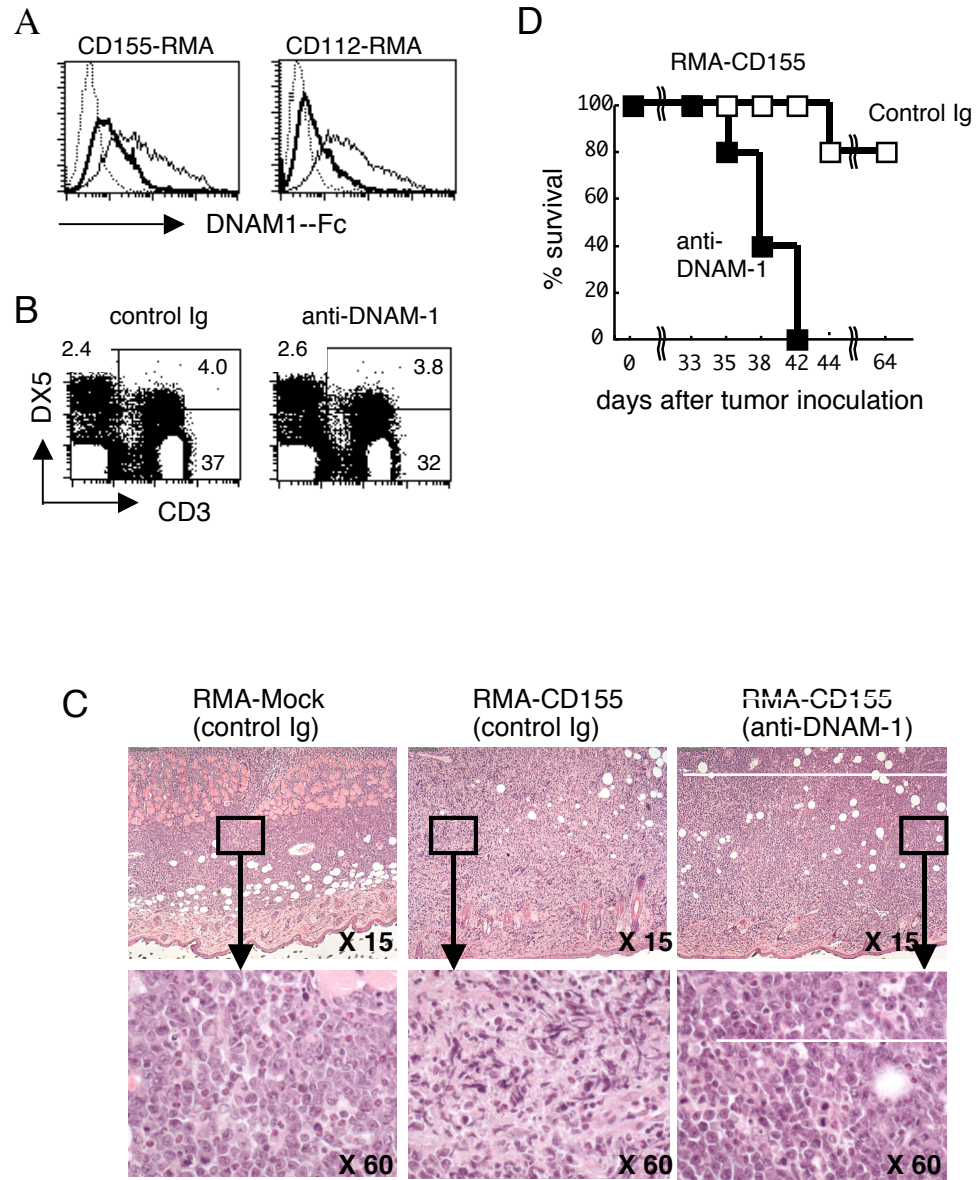 A
CD155-RMA
CD112-RMA
DNAM1--Fc
B
control Ig
anti-DNAM-1
2.4
4.0
37
2.6
3.8
32
DX5
CD3
D
RMA-CD155
Control Ig
anti-
DNAM-1
% survival
100
80
60
40
20
0
0 33 35 38 42 44 64
days after tumor inoculation
C
RMA-Mock
(control Ig)
RMA-CD155
(control Ig)
RMA-CD155
(anti-DNAM-1)
X 15
X 15
X 15
X 60
X 60
X 60